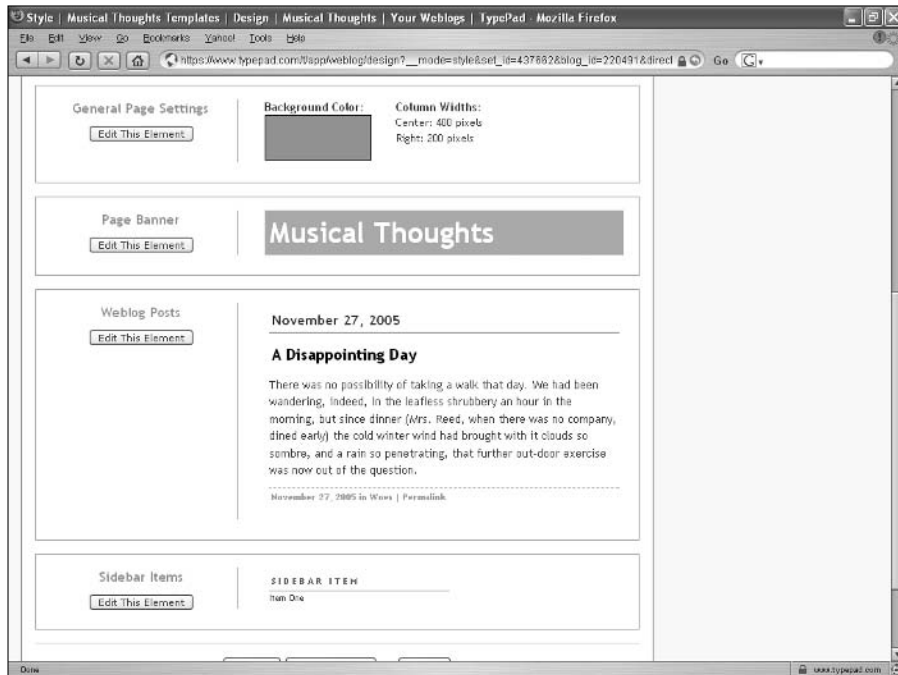 Style | Musical Thoughts Templates | Design | Musical Thoughts | Your Weblogs | TypePad - Mozilla Firefox
File Edit View Go Bookmarks Yahoo! Tools Help
https://www.typepad.com/t/app/weblog/design?__mode=style&set_id=437882&blog_id=220491&direct Go G
General Page Settings
Edit This Element
Background Color:
Column Widths:
Center: 400 pixels
Right: 200 pixels
Page Banner
Edit This Element
Musical Thoughts
Weblog Posts
Edit This Element
November 27, 2005
A Disappointing Day
There was no possibility of taking a walk that day. We had been
wandering, indeed, in the leafless shrubbery an hour in the
morning, but since dinner (Mrs. Reed, when there was no company,
dined early) the cold winter wind had brought with it clouds so
sombre, and a rain so penetrating, that further out-door exercise
was now out of the question.
November 27, 2005 in Woes | Permalink
Sidebar Items
Edit This Element
SIDEBAR ITEM
Item One
Done
www.typepad.com